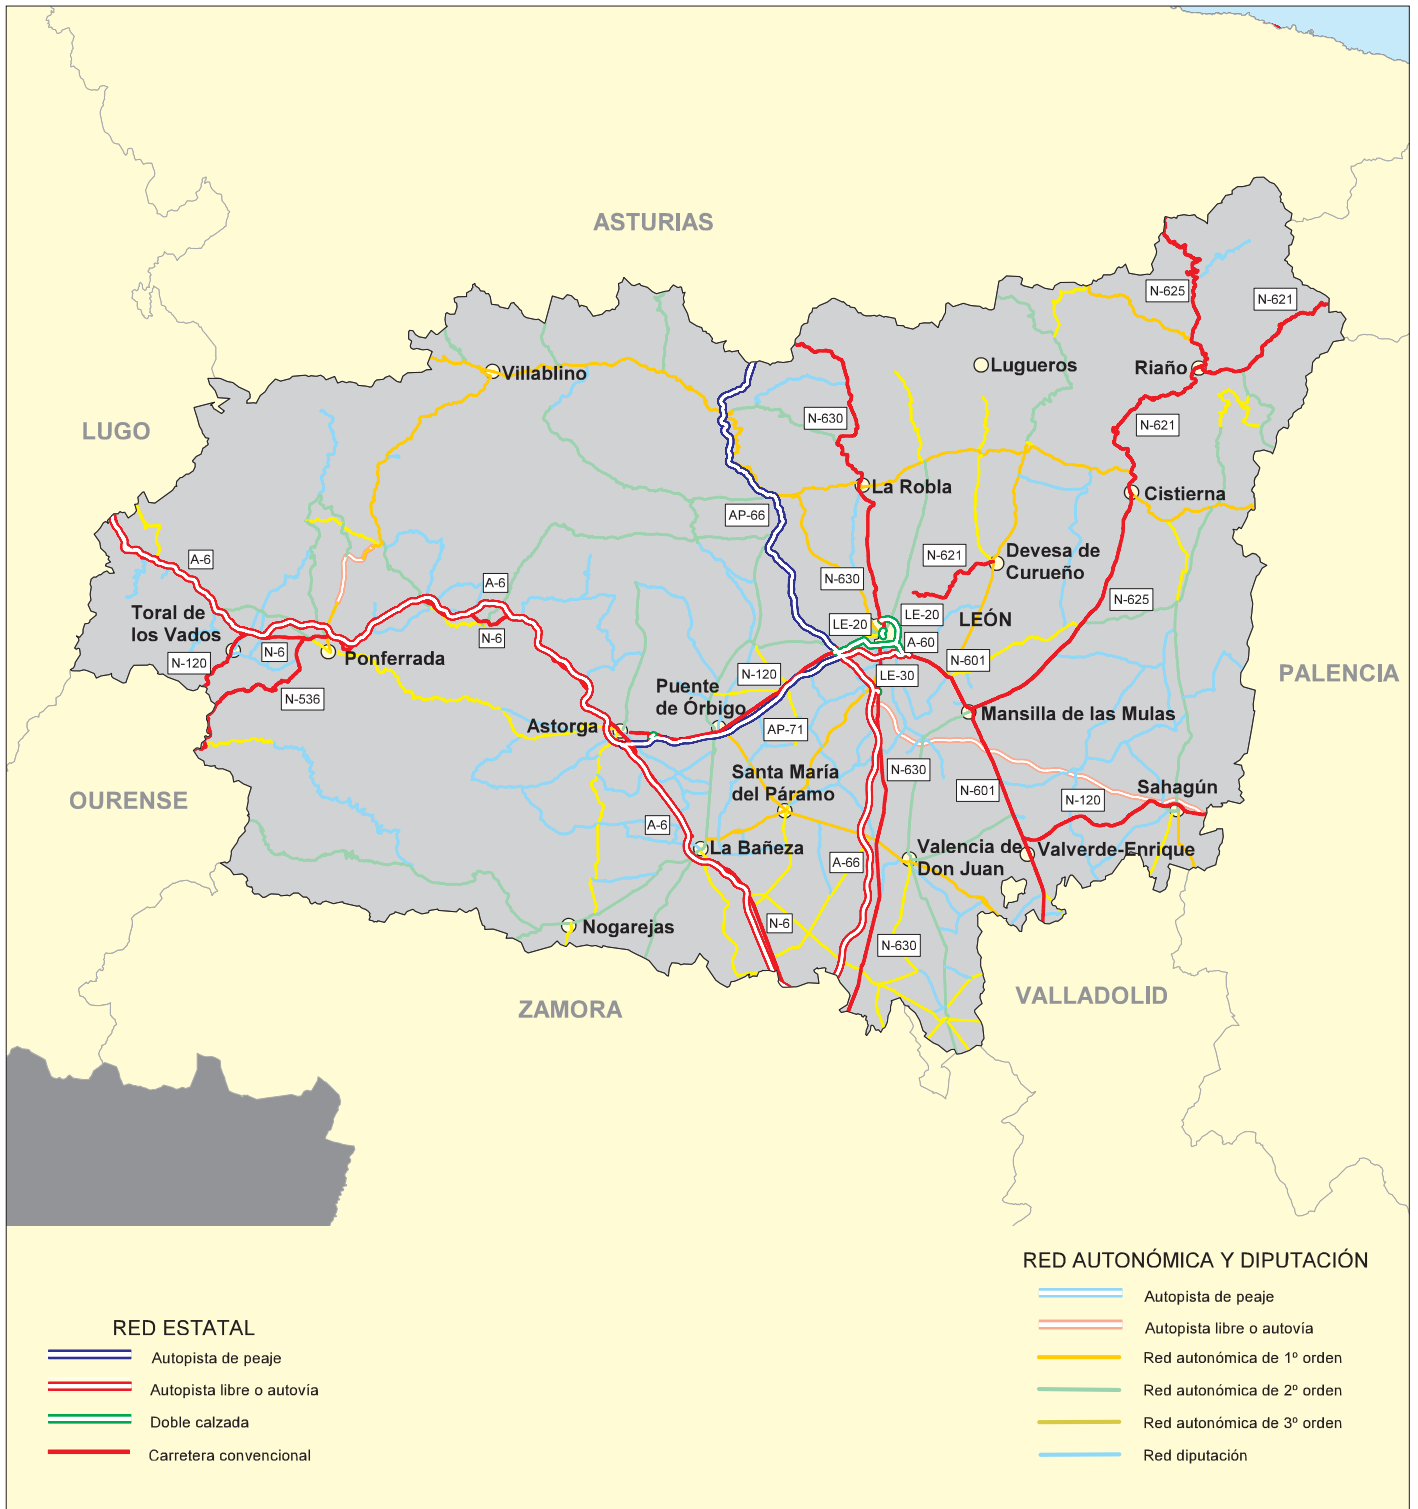 ASTURIAS
N-625
N-621
Villablino
Lugueros
Riaño
LUGO
N-630
N-621
La Robla
Cistierna
AP-66
A-6
N-621
Devesa de
Curueño
A-6
N-630
N-625
Toral de
los Vados
LE-20
LE-20
LEÓN
N-6
A-60
N-120
N-6
Ponferrada
N-601
PALENCIA
N-120
LE-30
N-536
Puente
de Órbigo
Mansilla de las Mulas
Astorga
AP-71
N-630
Santa María
del Páramo
OURENSE
N-601
Sahagún
N-120
A-6
La Bañeza
A-66
Valencia de
Don Juan
Valverde-Enrique
Nogarejas
N-6
N-630
ZAMORA
VALLADOLID
RED ESTATAL
Autopista de peaje
Autopista libre o autovía
Doble calzada
Carretera convencional
RED AUTONÓMICA Y DIPUTACIÓN
Autopista de peaje
Autopista libre o autovía
Red autonómica de 1º orden
Red autonómica de 2º orden
Red autonómica de 3º orden
Red diputación